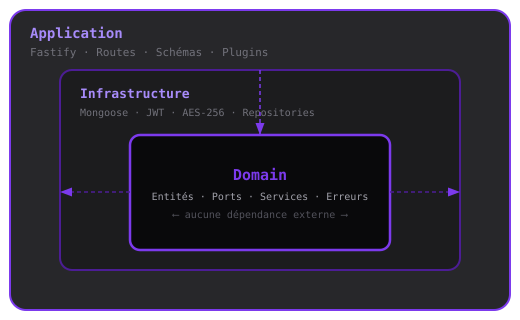 Application
Fastify · Routes · Schémas · Plugins
Infrastructure
Mongoose · JWT · AES-256 · Repositories
Domain
Entités · Ports · Services · Erreurs
⟵ aucune dépendance externe ⟶